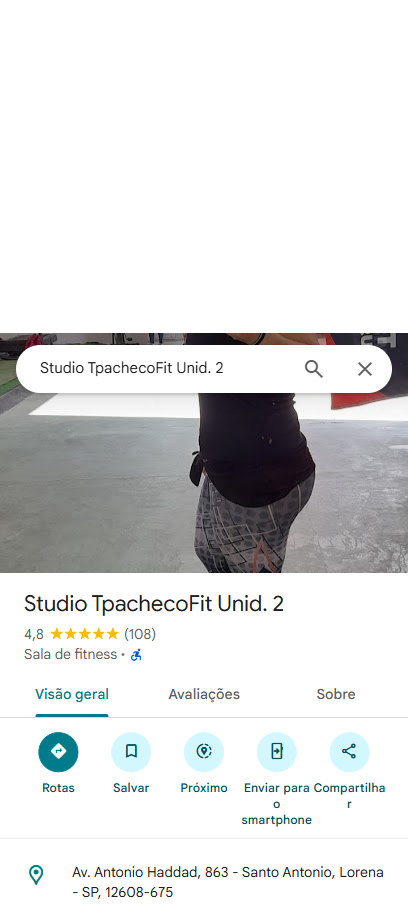 Studio TpachecoFit Unid. 2
Studio TpachecoFit Unid. 2
4,8 (108)
Sala de fitness ·
Visão geral Avaliações Sobre
Rotas Salvar Próximo Enviar para o smartphone Compartilhar
Av. Antonio Haddad, 863 - Santo Antonio, Lorena
- SP, 12608-675